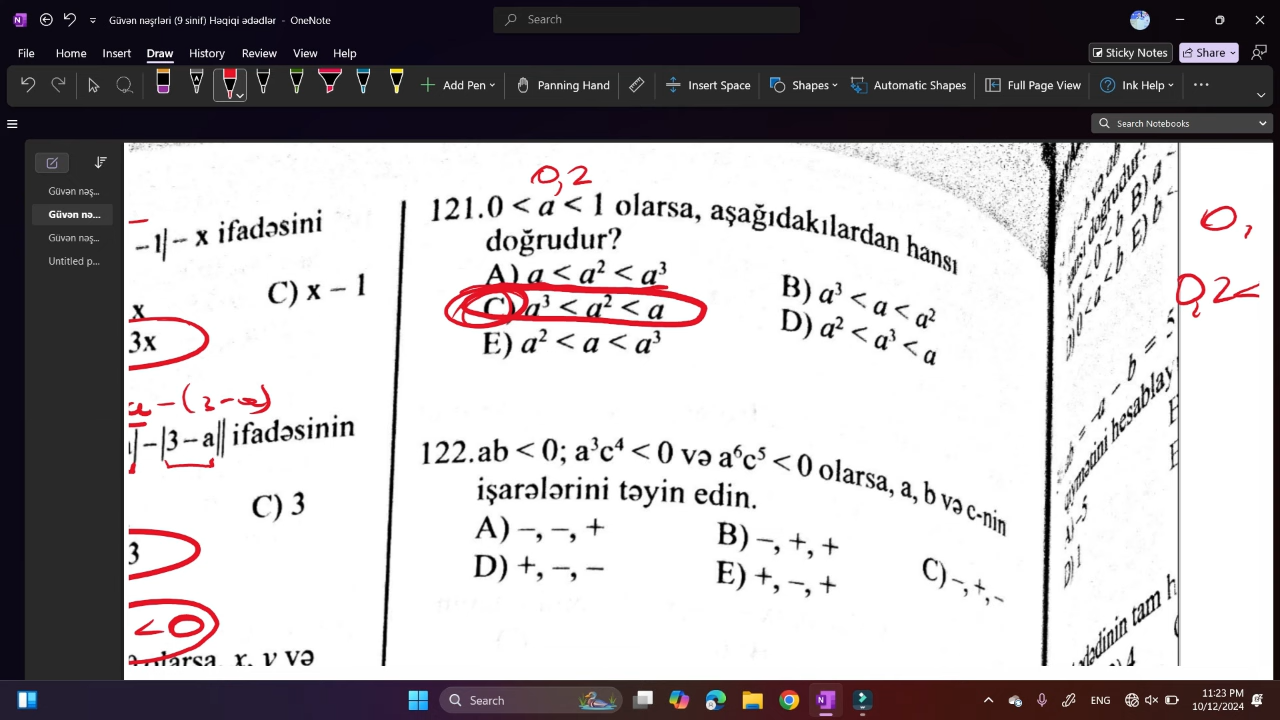 Güvən nəşrləri (9 sinif) Həqiqi ədədlər - OneNote
Search
File Home Insert Draw History Review View Help
Sticky Notes Share
Add Pen Panning Hand Insert Space Shapes Automatic Shapes Full Page View Ink Help
Search Notebooks
Güvən nəş...
Güvən nə...
Güvən nəş...
Untitled p...
-1| - x ifadəsini
C) x - 1
x
3x
-(3-a)
|-|3 - a|| ifadəsinin
C) 3
3
<0
olarsa, x, y və
0,2
121. 0 < a < 1 olarsa, aşağıdakılardan hansı
doğrudur?
A) a < a² < a³
B) a³ < a < a²
C) a³ < a² < a
D) a² < a³ < a
E) a² < a < a³
122. ab < 0; a³c⁴ < 0 və a⁶c⁵ < 0 olarsa, a, b və c-nin
işarələrini təyin edin.
A) –, –, +
B) –, +, +
C) –, +, –
D) +, –, –
E) +, –, +
0,
0,2<
Search
ENG
11:23 PM
10/12/2024